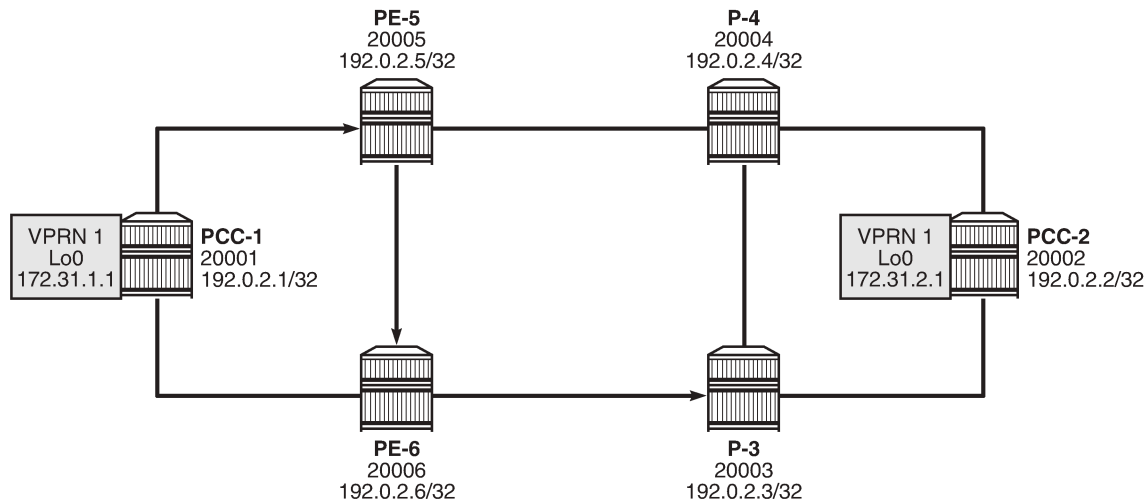 PE-5
20005
192.0.2.5/32
P-4
20004
192.0.2.4/32
VPRN 1
Lo0
172.31.1.1
PCC-1
20001
192.0.2.1/32
VPRN 1
Lo0
172.31.2.1
PCC-2
20002
192.0.2.2/32
PE-6
20006
192.0.2.6/32
P-3
20003
192.0.2.3/32